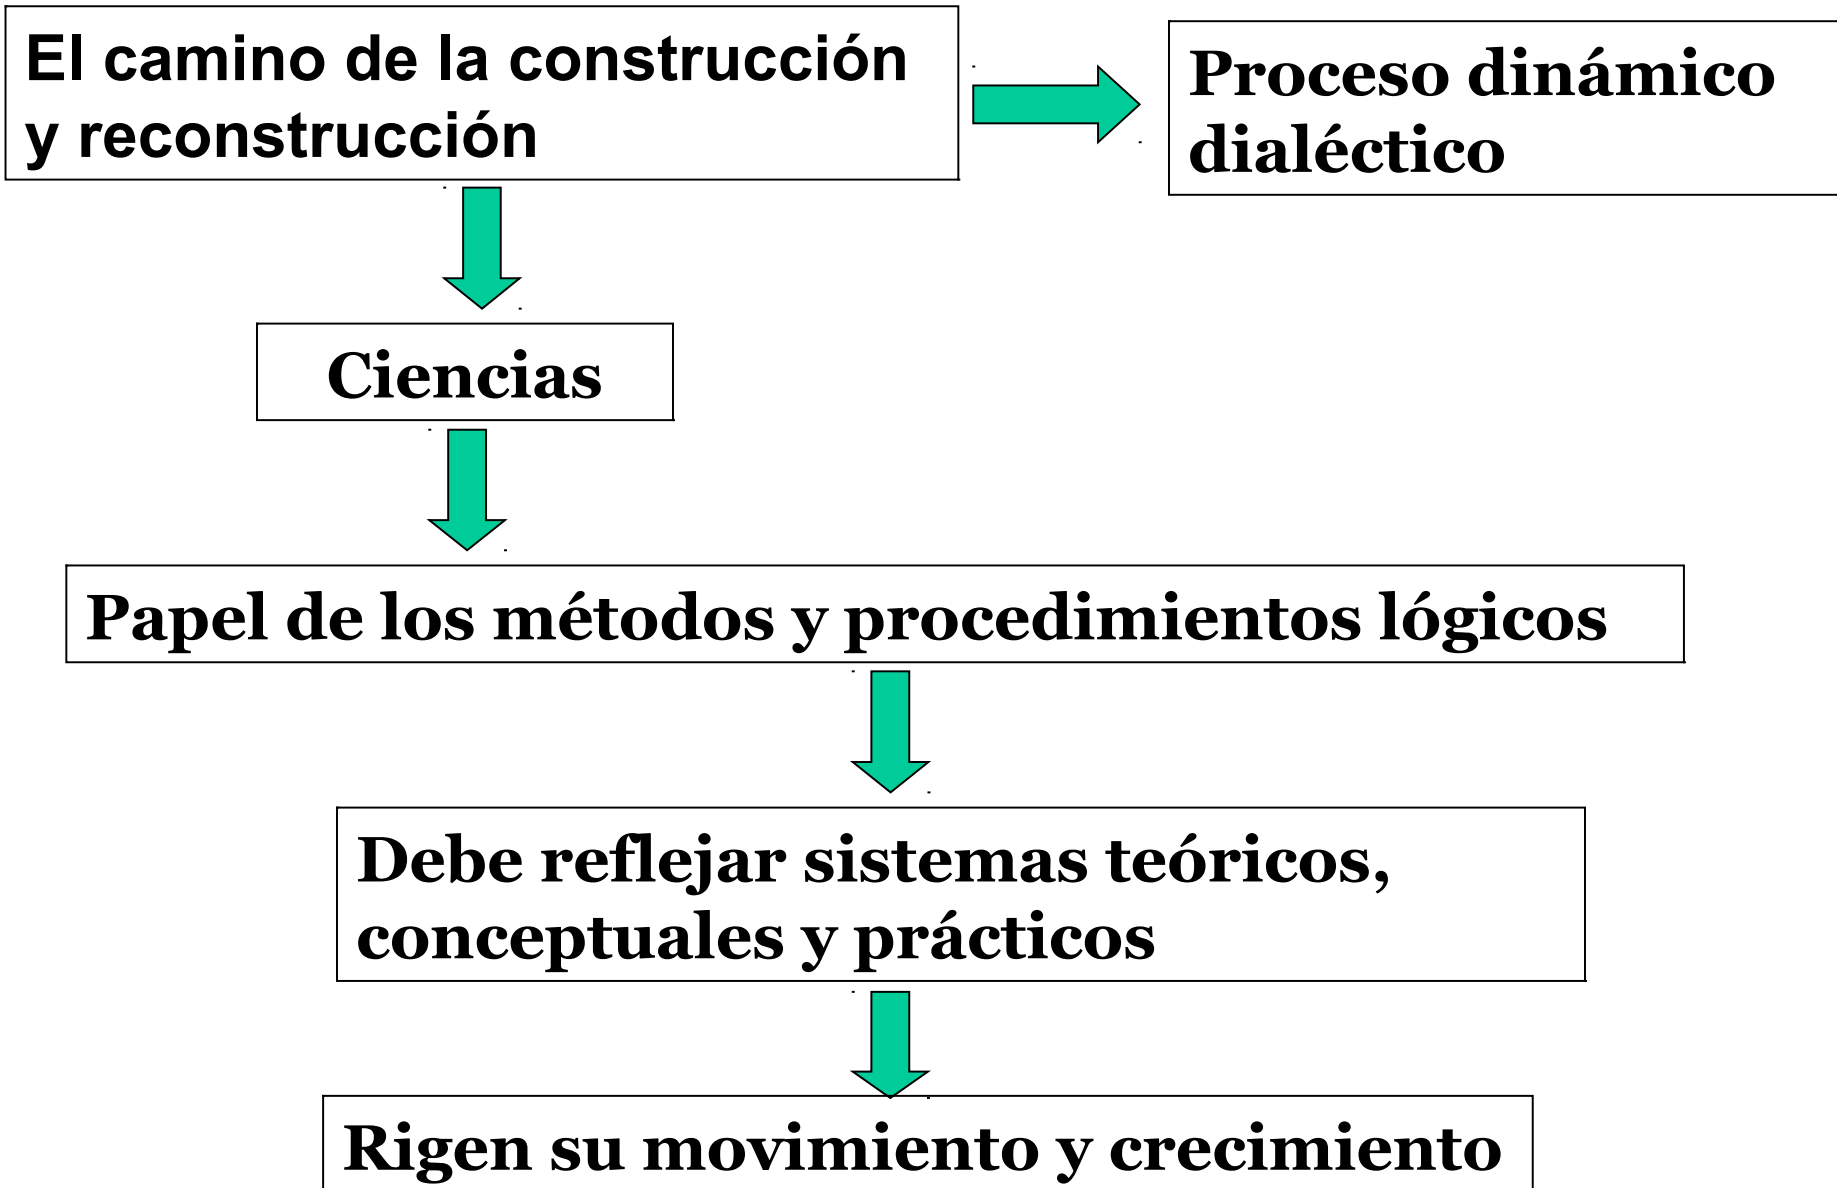 El camino de la construcción
y reconstrucción
Proceso dinámico
dialéctico
Ciencias
Papel de los métodos y procedimientos lógicos
Debe reflejar sistemas teóricos,
conceptuales y prácticos
Rigen su movimiento y crecimiento